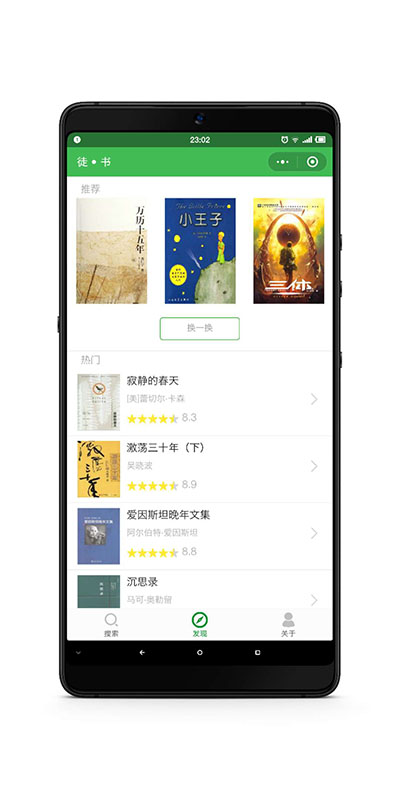 23:02
徒•书
推荐
万历十五年
The Little Prince
小王子
三体
换一换
热门
寂静的春天
[美]蕾切尔·卡森
8.3
激荡三十年（下）
吴晓波
8.9
爱因斯坦晚年文集
阿尔伯特·爱因斯坦
8.8
沉思录
马可·奥勒留
搜索
发现
关于